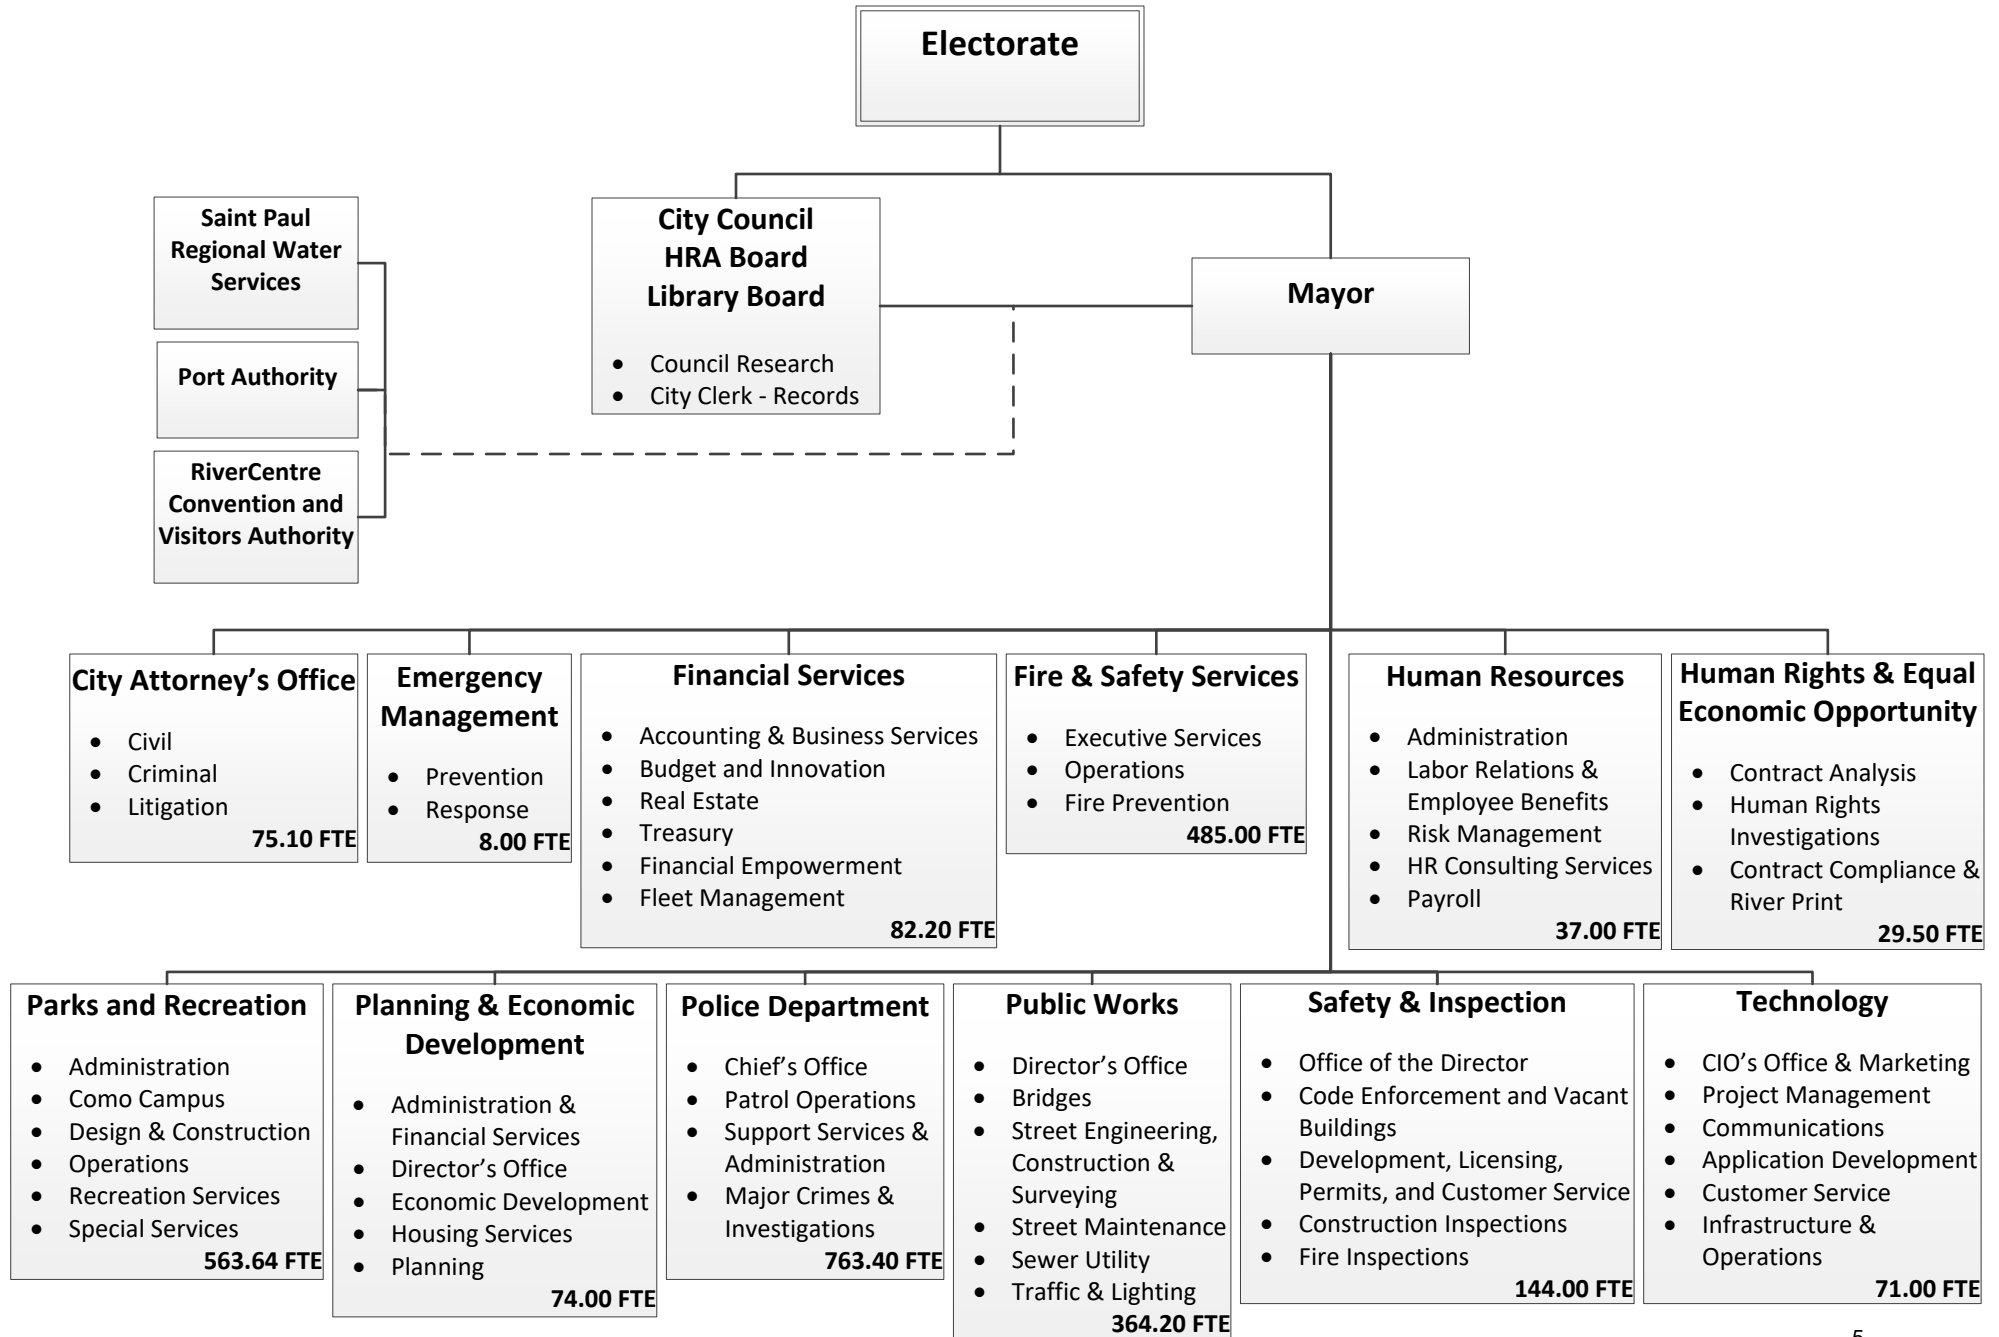 Electorate
Saint Paul
Regional Water
Services
Port Authority
RiverCentre
Convention and
Visitors Authority
City Council
HRA Board
Library Board
• Council Research
• City Clerk - Records
Mayor
City Attorney’s Office
• Civil
• Criminal
• Litigation
75.10 FTE
Emergency
Management
• Prevention
• Response
8.00 FTE
Financial Services
• Accounting & Business Services
• Budget and Innovation
• Real Estate
• Treasury
• Financial Empowerment
• Fleet Management
82.20 FTE
Fire & Safety Services
• Executive Services
• Operations
• Fire Prevention
485.00 FTE
Human Resources
• Administration
• Labor Relations &
Employee Benefits
• Risk Management
• HR Consulting Services
• Payroll
37.00 FTE
Human Rights & Equal
Economic Opportunity
• Contract Analysis
• Human Rights
Investigations
• Contract Compliance &
River Print
29.50 FTE
Parks and Recreation
• Administration
• Como Campus
• Design & Construction
• Operations
• Recreation Services
• Special Services
563.64 FTE
Planning & Economic
Development
• Administration &
Financial Services
• Director’s Office
• Economic Development
• Housing Services
• Planning
74.00 FTE
Police Department
• Chief’s Office
• Patrol Operations
• Support Services &
Administration
• Major Crimes &
Investigations
763.40 FTE
Public Works
• Director’s Office
• Bridges
• Street Engineering,
Construction &
Surveying
• Street Maintenance
• Sewer Utility
• Traffic & Lighting
364.20 FTE
Safety & Inspection
• Office of the Director
• Code Enforcement and Vacant
Buildings
• Development, Licensing,
Permits, and Customer Service
• Construction Inspections
• Fire Inspections
144.00 FTE
Technology
• CIO’s Office & Marketing
• Project Management
• Communications
• Application Development
• Customer Service
• Infrastructure &
Operations
71.00 FTE
5